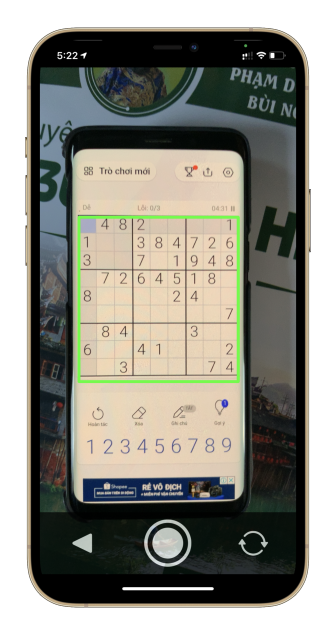 5:22
PHẠM D
BÙI N
Trò chơi mới
Dễ Lỗi: 0/3 04:31
4 8 2 1
1 3 8 4 7 2 6
3 7 1 9 4 8
7 2 6 4 5 1 8
8 2 4
7
8 4 3
6 4 1 2
3 7 4
Hoàn tác Xóa Ghi chú Gợi ý
1 2 3 4 5 6 7 8 9
Shopee
RẺ VÔ ĐỊCH